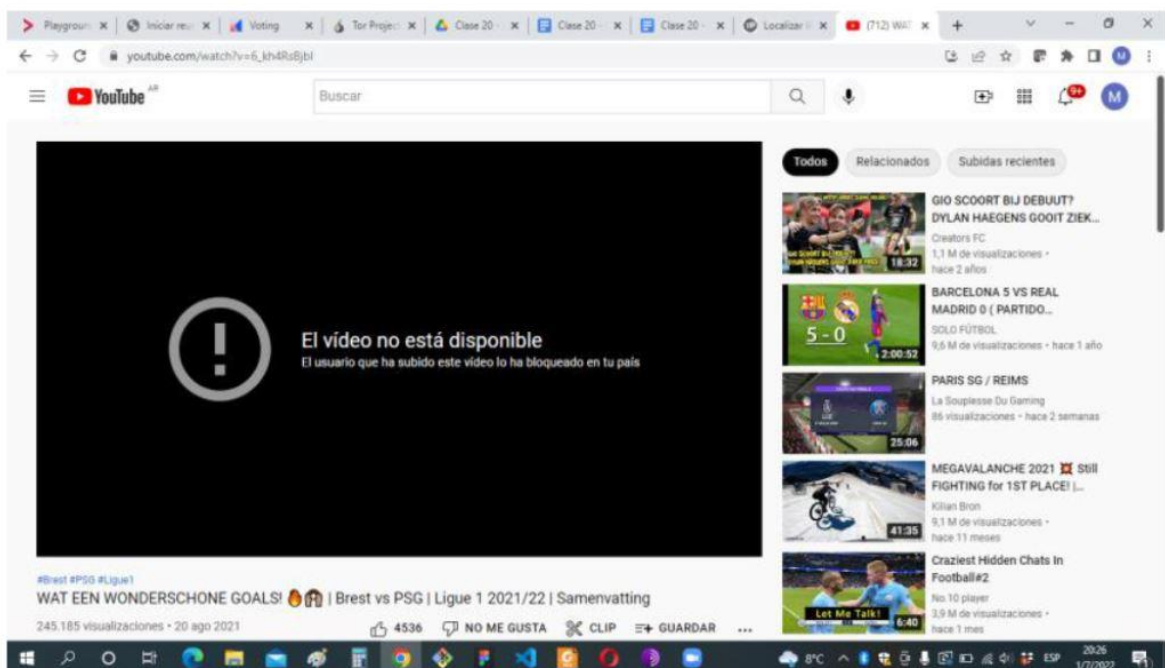 Playgroun
Iniciar reu
Voting
Tor Project
Clase 20 -
Clase 20 -
Clase 20 -
Localizar
(712) WAT
youtube.com/watch?v=6_kh4RsBjbI
YouTube AR
Buscar
9+
M
El vídeo no está disponible
El usuario que ha subido este vídeo lo ha bloqueado en tu país
#Brest #PSG #Ligue1
WAT EEN WONDERSCHONE GOALS! | Brest vs PSG | Ligue 1 2021/22 | Samenvatting
245.185 visualizaciones • 20 ago 2021
4536 NO ME GUSTA CLIP GUARDAR ...
Todos Relacionados Subidas recientes
18:32
GIO SCOORT BIJ DEBUUT?
DYLAN HAEGENS GOOIT ZIEK...
Creators FC
1,1 M de visualizaciones •
hace 2 años
5 - 0
2:00:52
BARCELONA 5 VS REAL
MADRID 0 ( PARTIDO...
SOLO FÚTBOL
9,6 M de visualizaciones • hace 1 año
25:06
PARIS SG / REIMS
La Souplesse Du Gaming
86 visualizaciones • hace 2 semanas
41:35
MEGAVALANCHE 2021 Still
FIGHTING for 1ST PLACE! |...
Kilian Bron
9,1 M de visualizaciones •
hace 11 meses
Let Me Talk!
6:40
Craziest Hidden Chats In
Football#2
No.10 player
3,9 M de visualizaciones •
hace 1 mes
8°C
ESP
20:26
1/7/2022